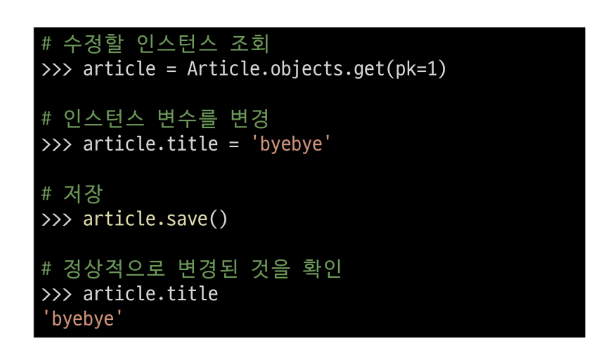 # 수정할 인스턴스 조회
>>> article = Article.objects.get(pk=1)
# 인스턴스 변수를 변경
>>> article.title = 'byebye'
# 저장
>>> article.save()
# 정상적으로 변경된 것을 확인
>>> article.title
'byebye'